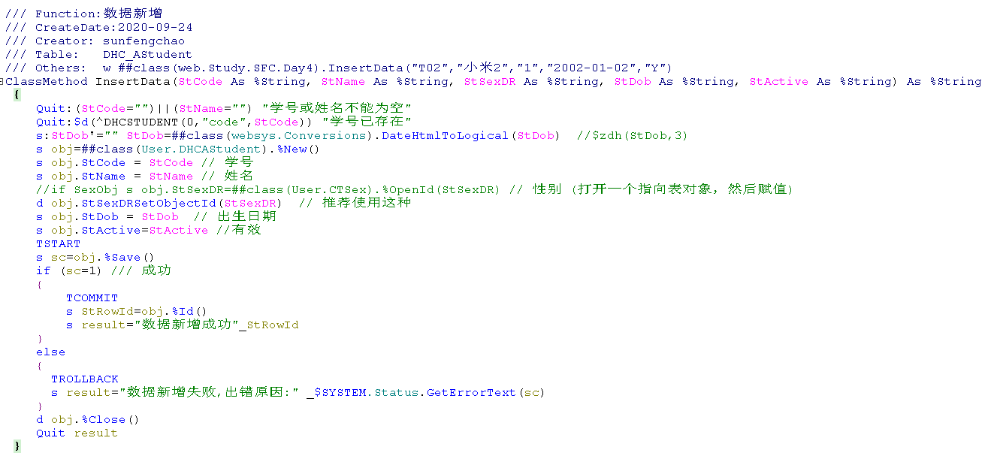 /// Function:数据新增
/// CreateDate:2020-09-24
/// Creator: sunfengchao
/// Table:   DHC_AStudent
/// Others:  w ##class(web.Study.SFC.Day4).InsertData("T02","小米2","1","2002-01-02","Y")
ClassMethod InsertData(StCode As %String, StName As %String, StSexDR As %String, StDob As %String, StActive As %String) As %String
{
    Quit:(StCode="")||(StName="") "学号或姓名不能为空"
    Quit:$d(^DHCSTUDENT(0,"code",StCode)) "学号已存在"
    s:StDob'="" StDob=##class(websys.Conversions).DateHtmlToLogical(StDob)  //$zdh(StDob,3)
    s obj=##class(User.DHCAStudent).%New()
    s obj.StCode = StCode // 学号
    s obj.StName = StName // 姓名
    //if SexObj s obj.StSexDR=##class(User.CTSex).%OpenId(StSexDR) // 性别 (打开一个指向表对象，然后赋值)
    d obj.StSexDRSetObjectId(StSexDR)  // 推荐使用这种
    s obj.StDob = StDob  // 出生日期
    s obj.StActive=StActive //有效
    TSTART
    s sc=obj.%Save()
    if (sc=1) /// 成功
    {
        TCOMMIT
        s StRowId=obj.%Id()
        s result="数据新增成功"_StRowId
    }
    else
    {
      TROLLBACK
      s result="数据新增失败,出错原因:" _$SYSTEM.Status.GetErrorText(sc)
    }
    d obj.%Close()
    Quit result
}